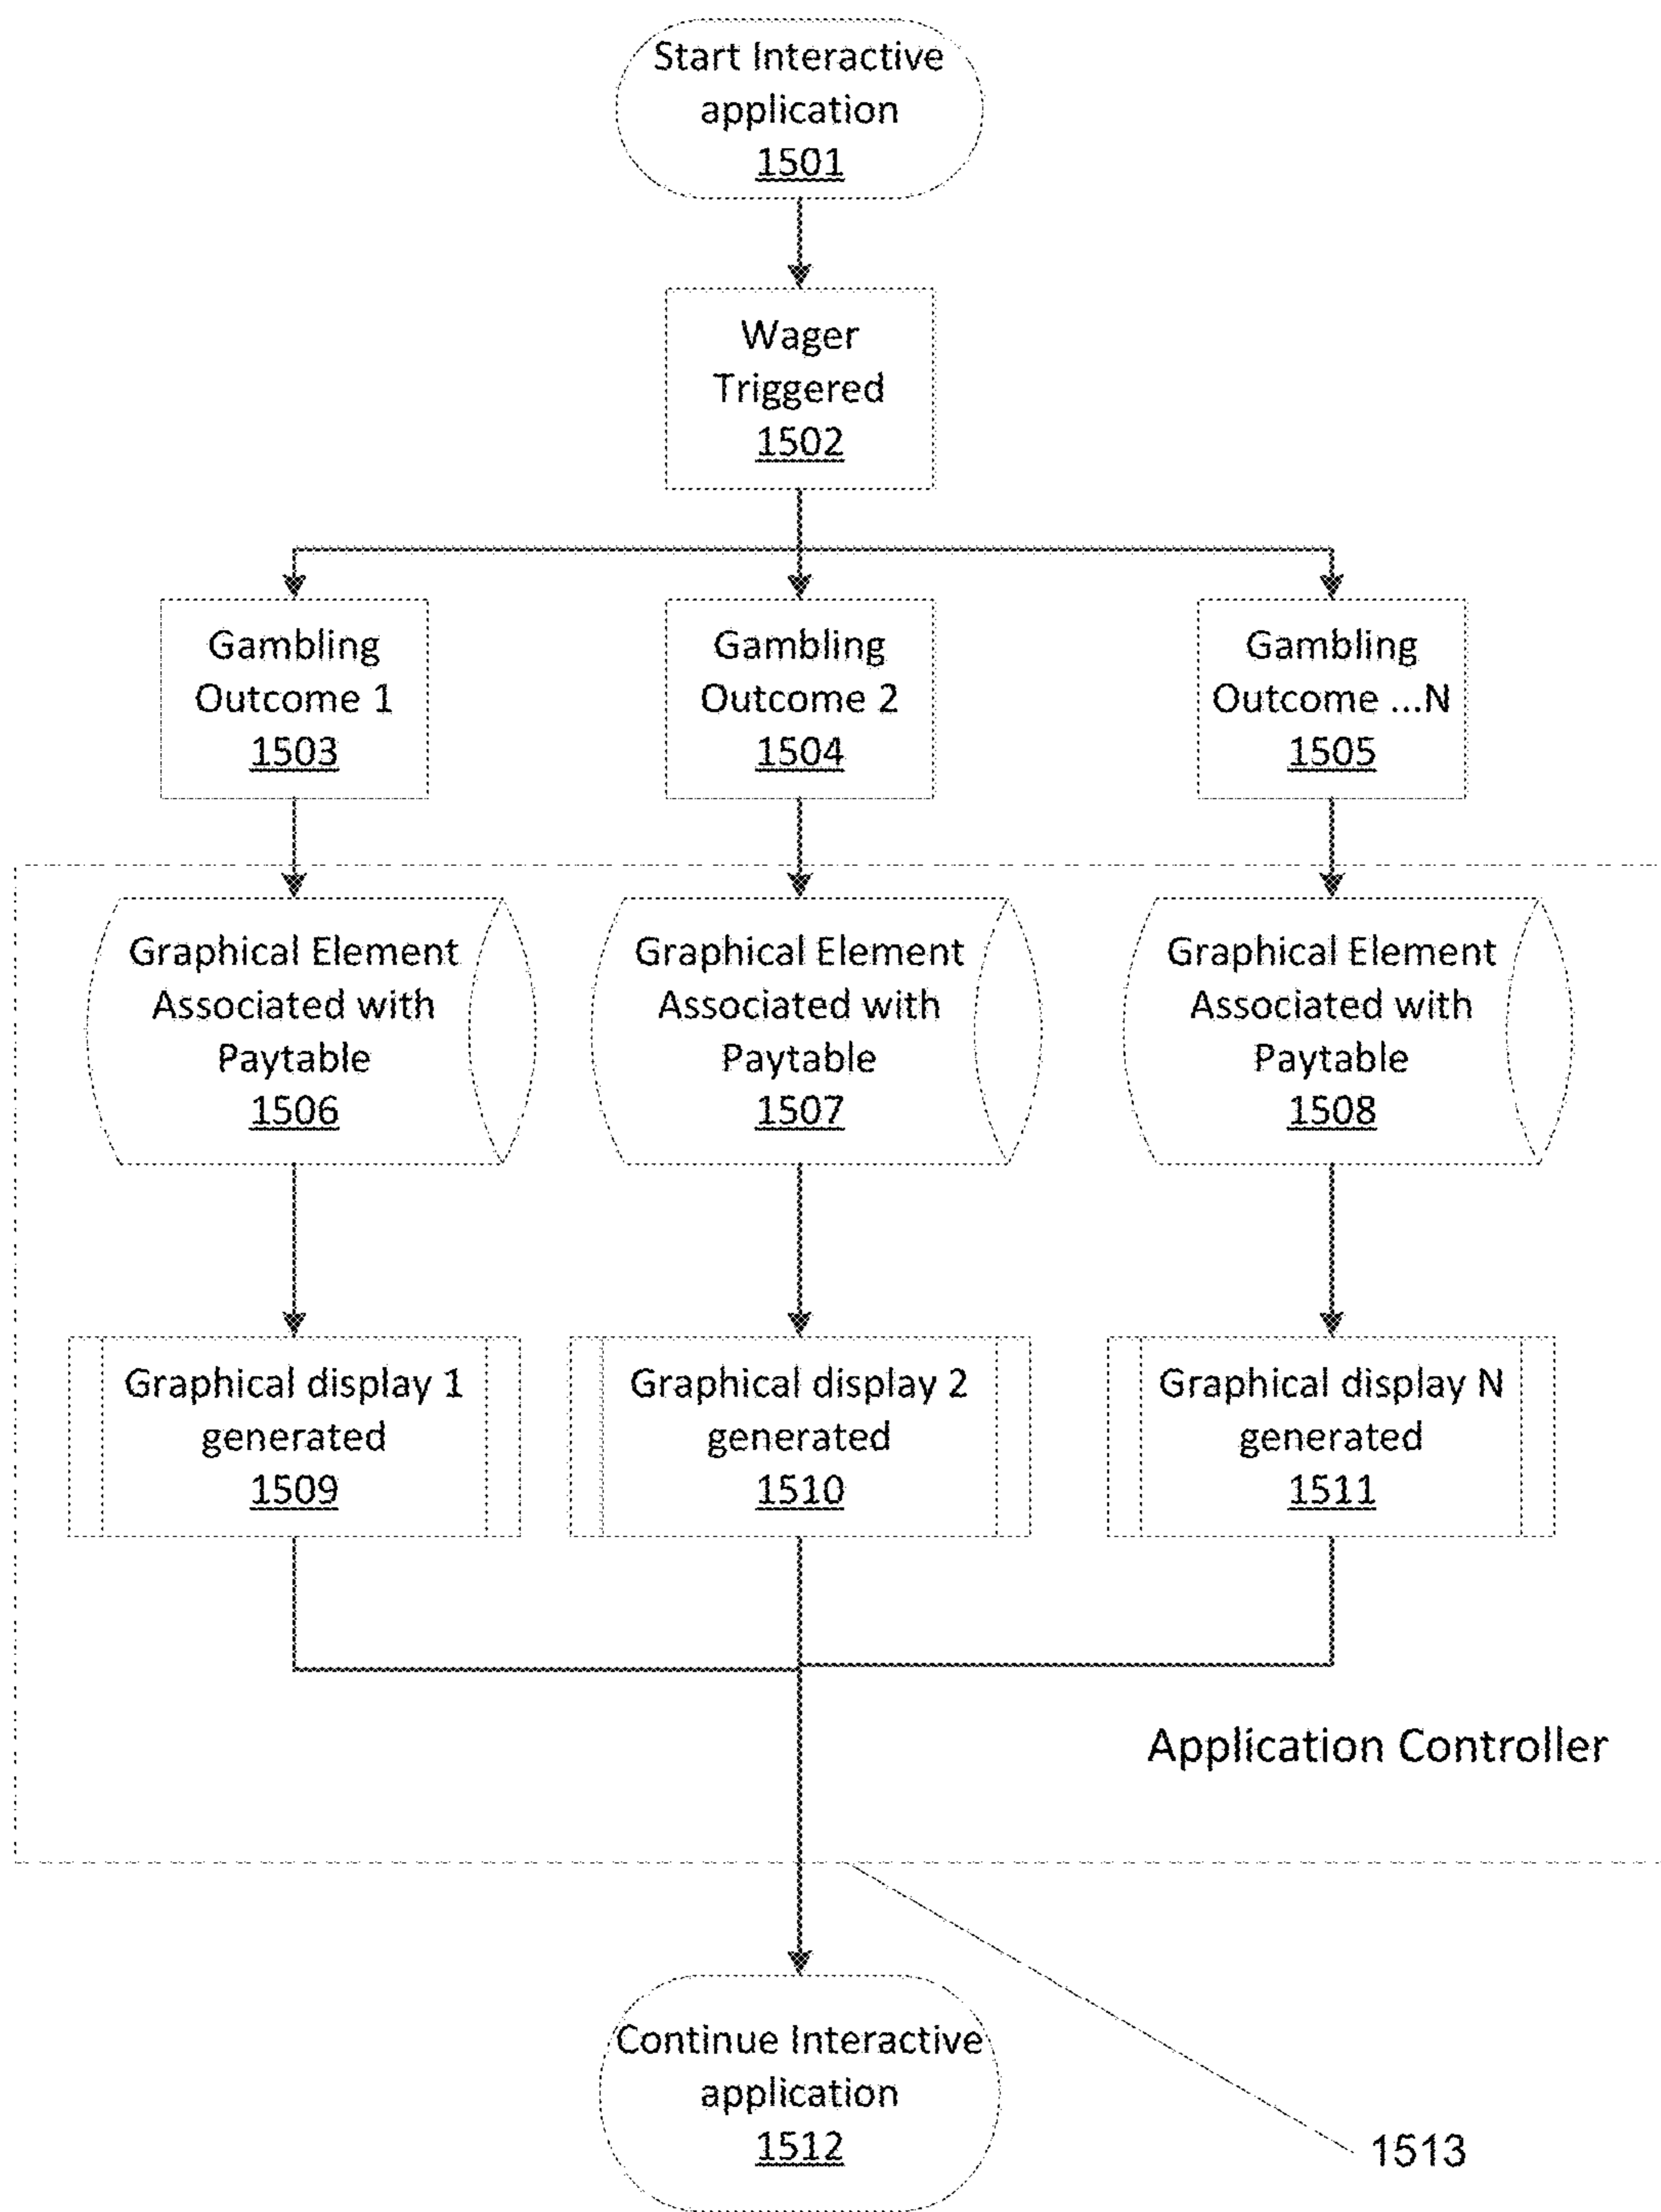 Start Interactive
application
1501
Wager
Triggered
1502
Gambling
Outcome 1
1503
Gambling
Outcome 2
1504
Gambling
Outcome ...N
1505
Graphical Element
Associated with
Paytable
1506
Graphical Element
Associated with
Paytable
1507
Graphical Element
Associated with
Paytable
1508
Graphical display 1
generated
1509
Graphical display 2
generated
1510
Graphical display N
generated
1511
Application Controller
Continue Interactive
application
1512
1513